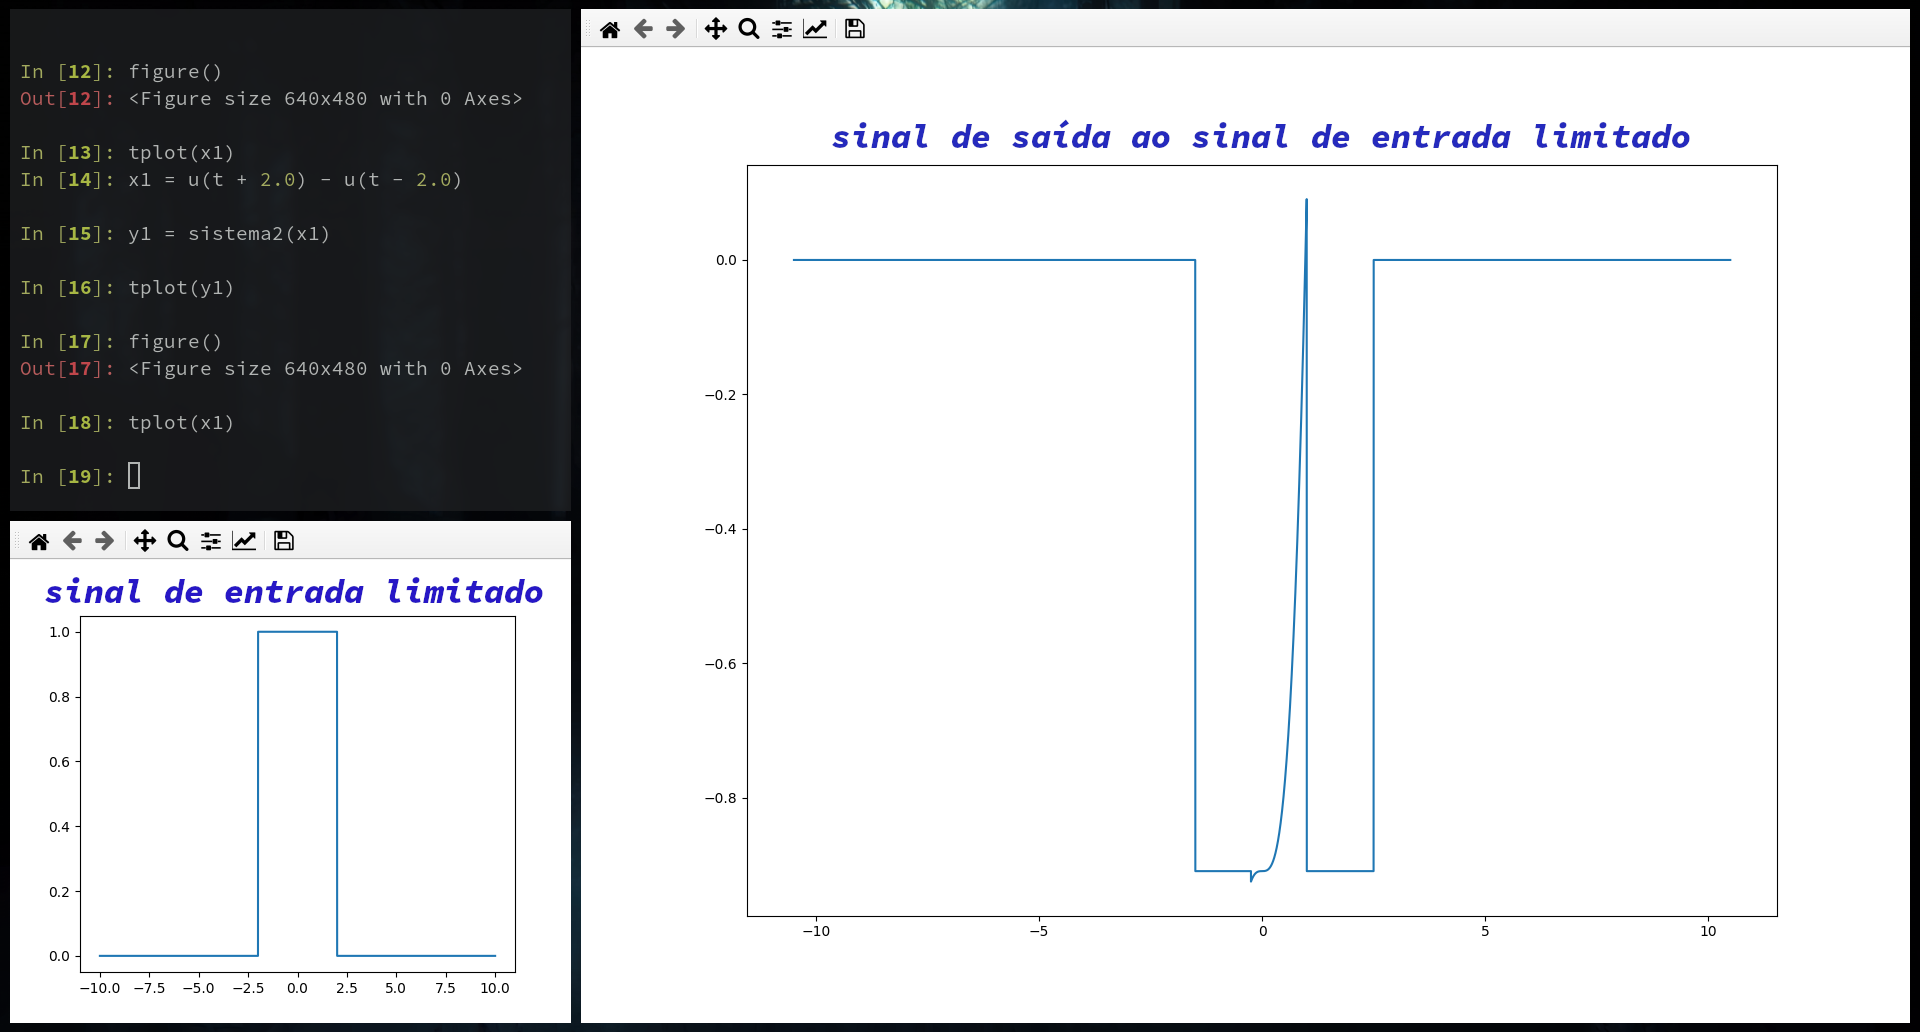 In [12]: figure()
Out[12]: <Figure size 640x480 with 0 Axes>
In [13]: tplot(x1)
In [14]: x1 = u(t + 2.0) - u(t - 2.0)
In [15]: y1 = sistema2(x1)
In [16]: tplot(y1)
In [17]: figure()
Out[17]: <Figure size 640x480 with 0 Axes>
In [18]: tplot(x1)
In [19]:
sinal de entrada limitado
1.0
0.8
0.6
0.4
0.2
0.0
−10.0 −7.5 −5.0 −2.5 0.0 2.5 5.0 7.5 10.0
sinal de saída ao sinal de entrada limitado
0.0
−0.2
−0.4
−0.6
−0.8
−10 −5 0 5 10